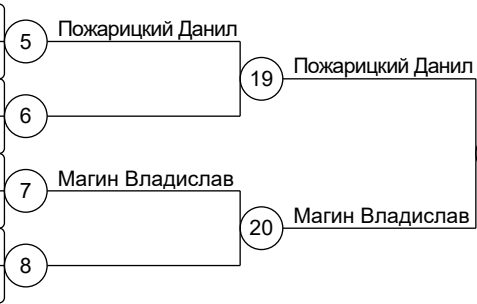 5 Пожарицкий Данил
19 Пожарицкий Данил
6
7 Магин Владислав
20 Магин Владислав
8